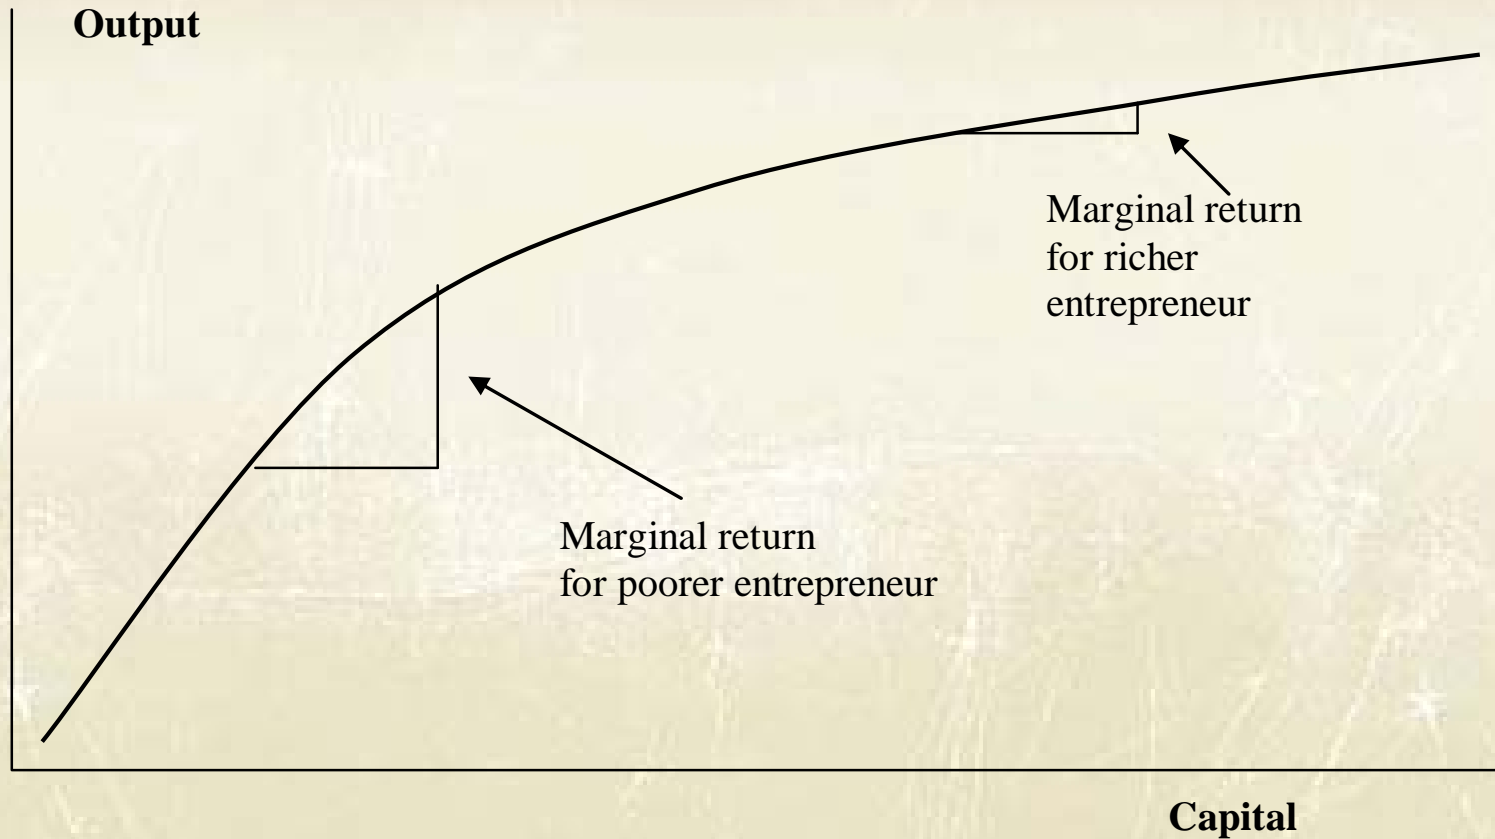 Output
Marginal return
for richer
entrepreneur
Marginal return
for poorer entrepreneur
Capital